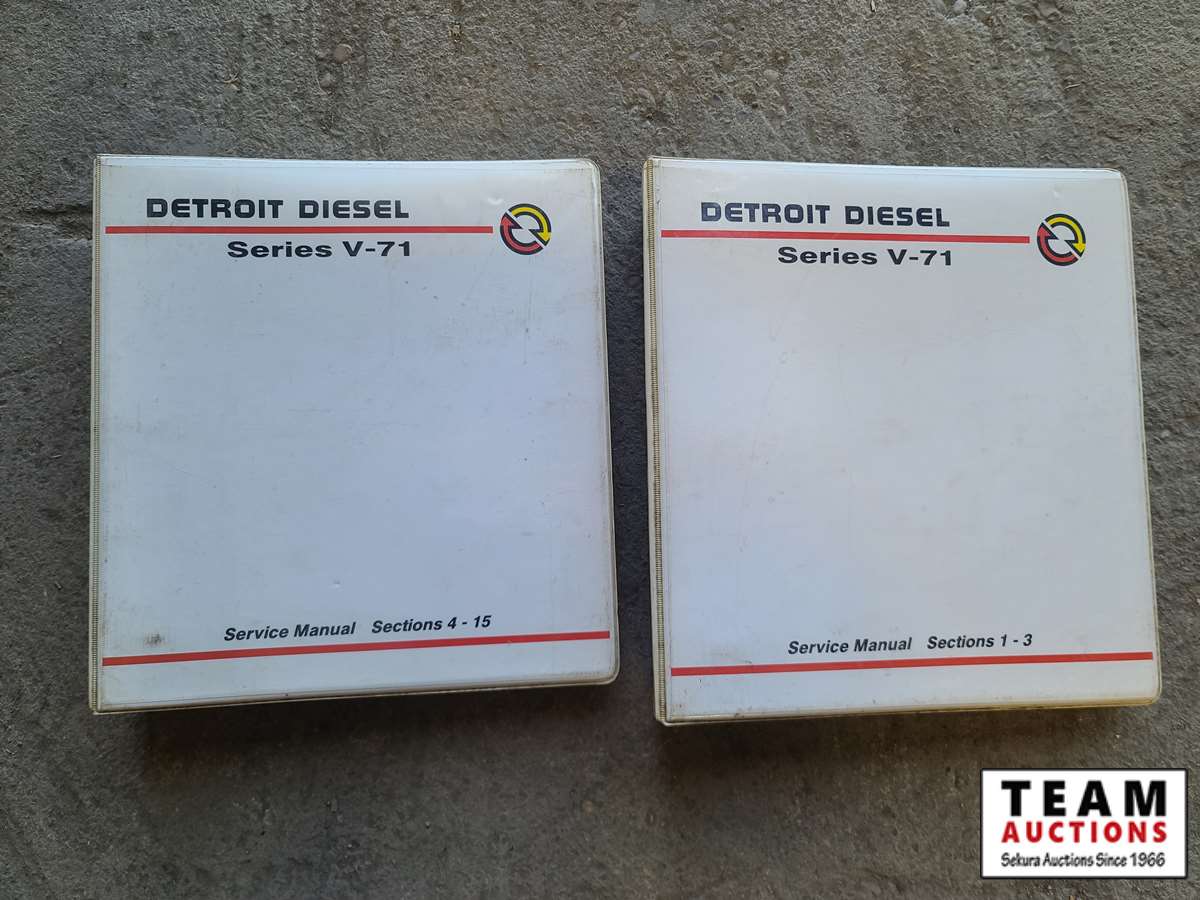 DETROIT DIESEL
Series V-71
Service Manual Sections 4 - 15
DETROIT DIESEL
Series V-71
Service Manual Sections 1 - 3
TEAM
AUCTIONS
Sekura Auctions Since 1966